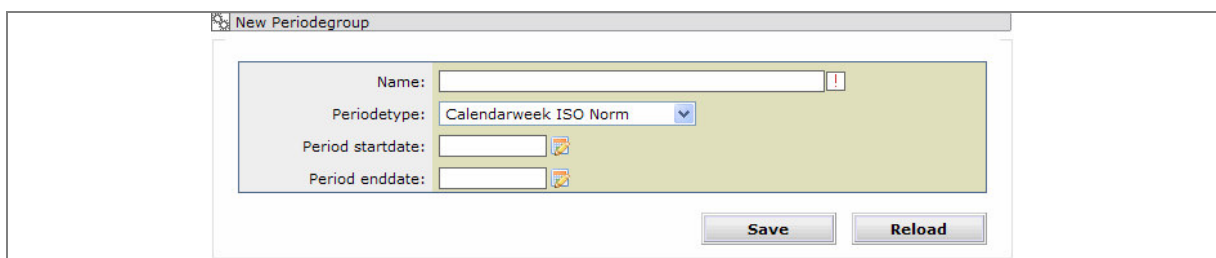 New Periodegroup
Name: !
Periodetype: Calendarweek ISO Norm
Period startdate:
Period enddate:
Save Reload